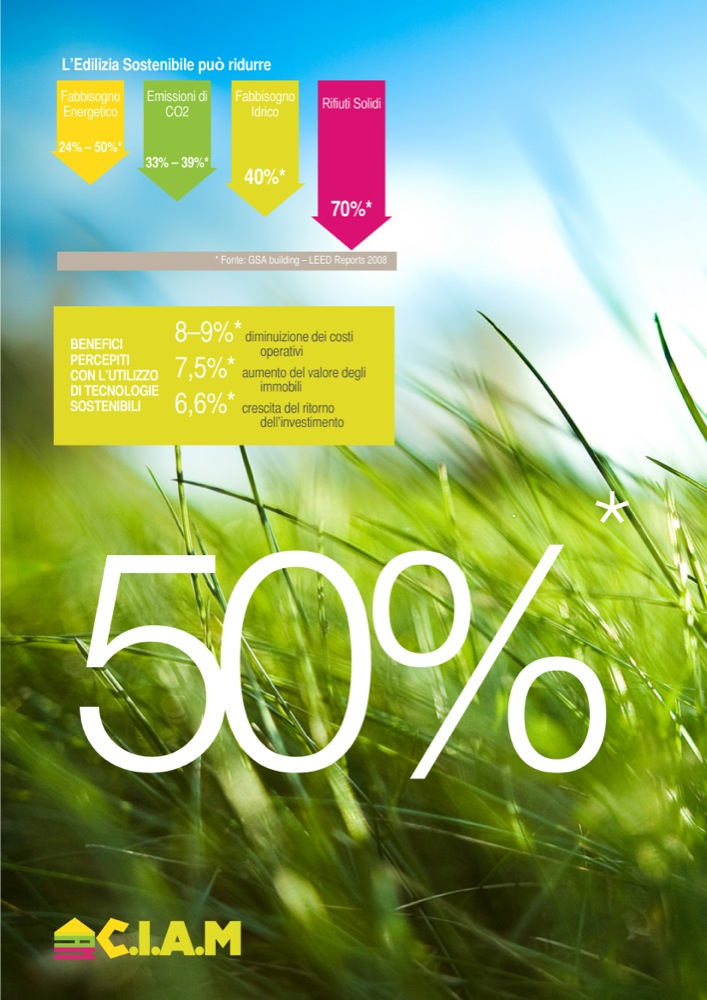 L'Edilizia Sostenibile può ridurre
Fabbisogno
Energetico
24% – 50%*
Emissioni di
CO2
33% – 39%*
Fabbisogno
Idrico
40%*
Rifiuti Solidi
70%*
* Fonte: GSA building – LEED Reports 2008
BENEFICI
PERCEPITI
CON L'UTILIZZO
DI TECNOLOGIE
SOSTENIBILI
8–9%* diminuizione dei costi
operativi
7,5%* aumento del valore degli
immobili
6,6%* crescita del ritorno
dell'investimento
50%*
C.I.A.M